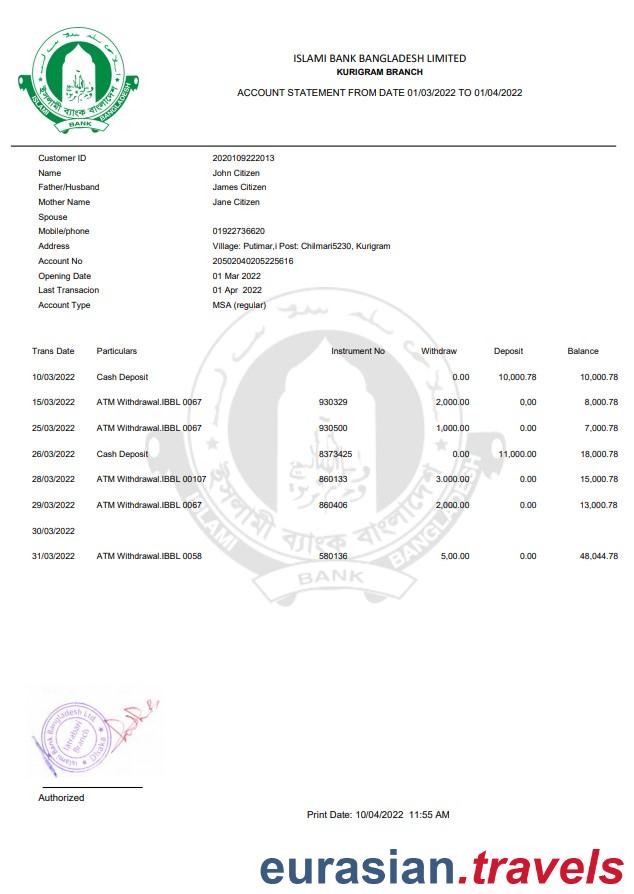 ইসলামী ব্যাংক বাংলাদেশ
ISLAMI BANK BANGLADESH
ISLAMI BANK BANGLADESH LIMITED
KURIGRAM BRANCH
ACCOUNT STATEMENT FROM DATE 01/03/2022 TO 01/04/2022
Customer ID 2020109222013
Name John Citizen
Father/Husband James Citizen
Mother Name Jane Citizen
Spouse
Mobile/phone 01922736620
Address Village: Putimar,i Post: Chilmari5230, Kurigram
Account No 20502040205225616
Opening Date 01 Mar 2022
Last Transacion 01 Apr 2022
Account Type MSA (regular)
Trans Date Particulars Instrument No Withdraw Deposit Balance
10/03/2022 Cash Deposit 0.00 10,000.78 10,000.78
15/03/2022 ATM Withdrawal.IBBL 0067 930329 2,000.00 0,00 8,000.78
25/03/2022 ATM Withdrawal.IBBL 0067 930500 1,000.00 0.00 7,000.78
26/03/2022 Cash Deposit 8373425 0.00 11,000.00 18,000.78
28/03/2022 ATM Withdrawal.IBBL 00107 860133 3.000.00 0.00 15,000.78
29/03/2022 ATM Withdrawal.IBBL 0067 860406 2,000.00 0.00 13,000.78
30/03/2022
31/03/2022 ATM Withdrawal.IBBL 0058 580136 5,00.00 0.00 48,044.78
ইসলামী ব্যাংক বাংলাদেশ
ISLAMI BANK BANGLADESH
Islami Bank Bangladesh Ltd.
Branch
Dhaka
Authorized
Print Date: 10/04/2022 11:55 AM
eurasian.travels